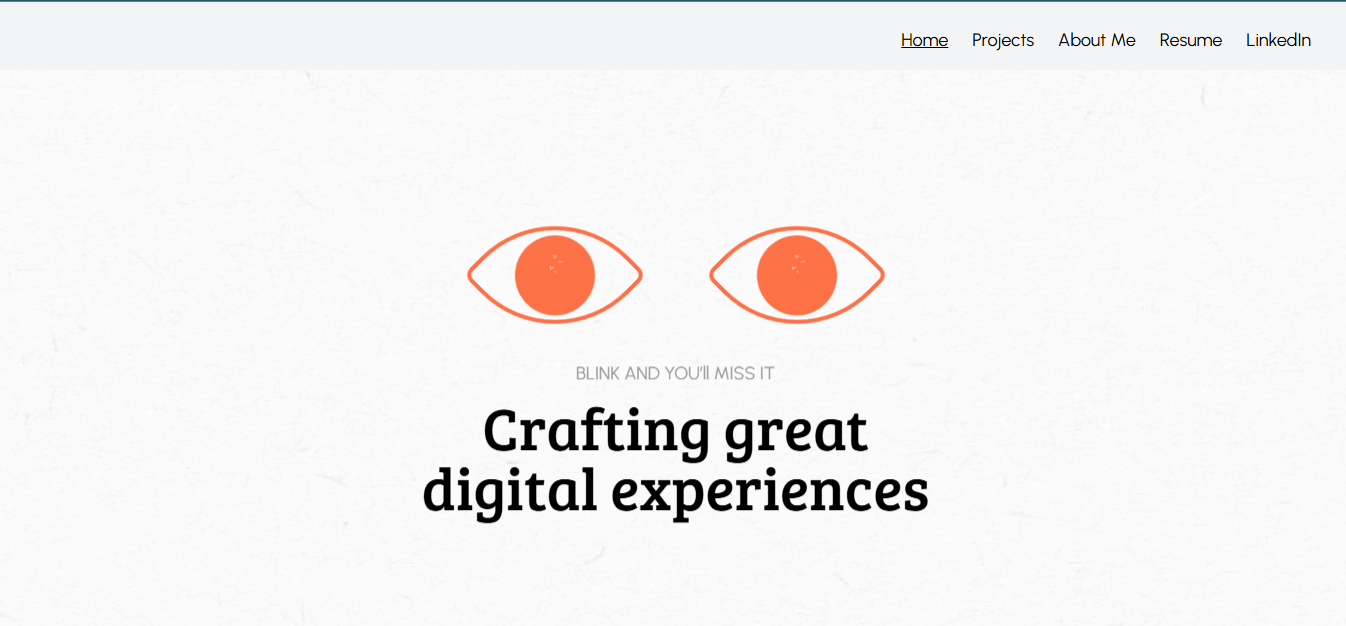 Home Projects About Me Resume LinkedIn
BLINK AND YOU'll MISS IT
Crafting great
digital experiences